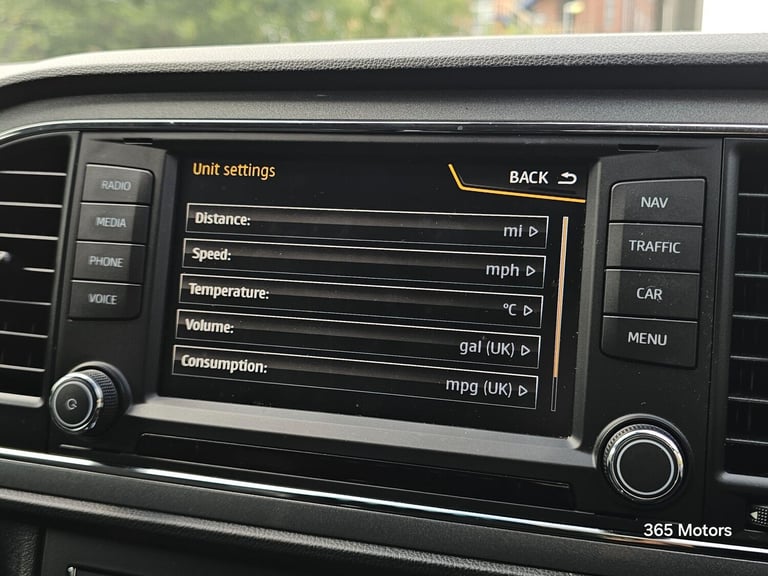 Unit settings
BACK
Distance:
mi
Speed:
mph
Temperature:
°C
Volume:
gal (UK)
Consumption:
mpg (UK)
RADIO
MEDIA
PHONE
VOICE
NAV
TRAFFIC
CAR
MENU
365 Motors